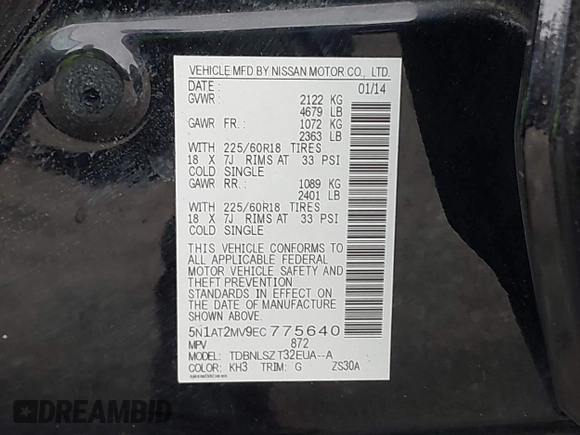 VEHICLE MFD BY NISSAN MOTOR CO., LTD.
DATE : 01/14
GVWR : 2122 KG
4679 LB
GAWR FR.: 1072 KG
2363 LB
WITH 225/60R18 TIRES
18 X 7J RIMS AT 33 PSI
COLD SINGLE
GAWR RR.: 1089 KG
2401 LB
WITH 225/60R18 TIRES
18 X 7J RIMS AT 33 PSI
COLD SINGLE
THIS VEHICLE CONFORMS TO
ALL APPLICABLE FEDERAL
MOTOR VEHICLE SAFETY AND
THEFT PREVENTION
STANDARDS IN EFFECT ON
THE DATE OF MANUFACTURE
SHOWN ABOVE.
5N1AT2MV9EC775640
MPV 872
MODEL: TDBNLSZ T32EUA--A
COLOR: KH3 TRIM: G ZS30A
DREAMBID